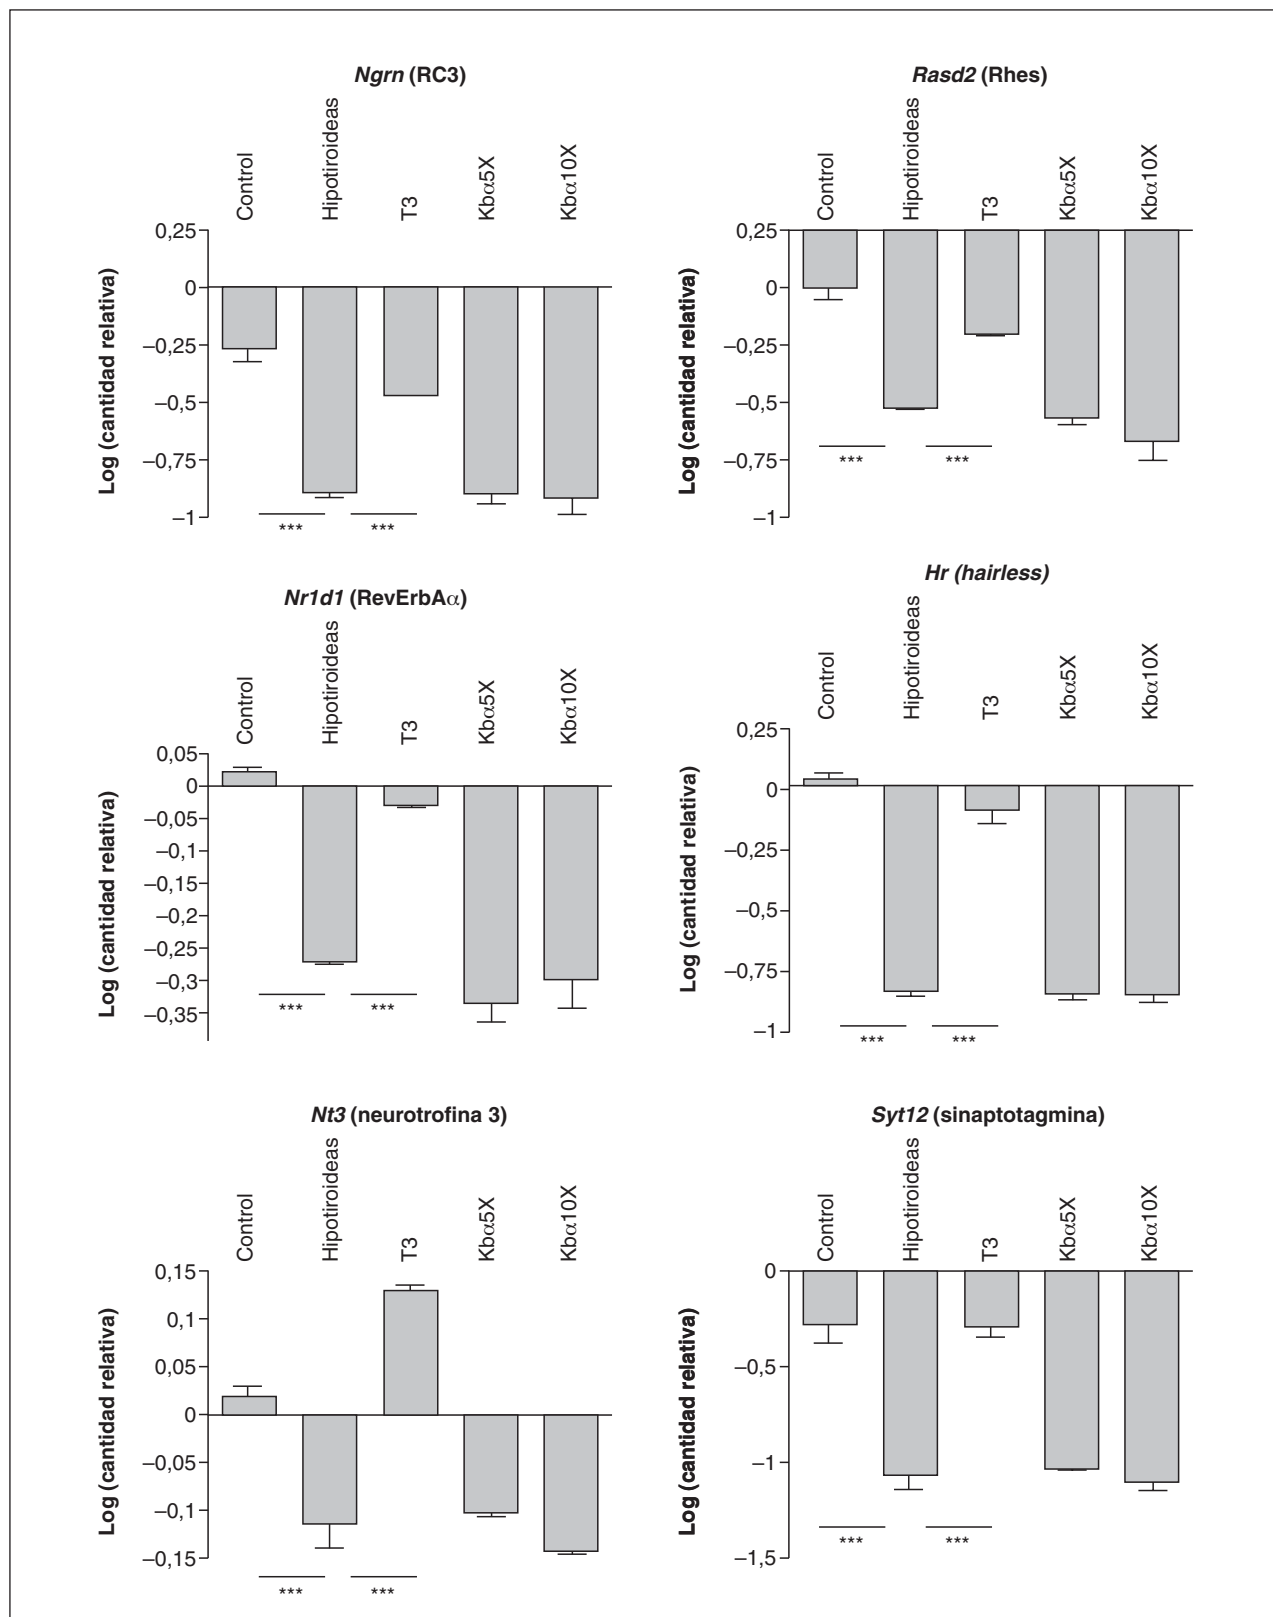 Ngrn (RC3)
Control
Hipotiroideas
T3
Kbα5X
Kbα10X
Log (cantidad relativa)
0,25
0
–0,25
–0,5
–0,75
–1
***
***
Rasd2 (Rhes)
Control
Hipotiroideas
T3
Kbα5X
Kbα10X
Log (cantidad relativa)
0,25
0
–0,25
–0,5
–0,75
–1
***
***
Nr1d1 (RevErbAα)
Control
Hipotiroideas
T3
Kbα5X
Kbα10X
Log (cantidad relativa)
0,05
0
–0,05
–0,1
–0,15
–0,2
–0,25
–0,3
–0,35
***
***
Hr (hairless)
Control
Hipotiroideas
T3
Kbα5X
Kbα10X
Log (cantidad relativa)
0,25
0
–0,25
–0,5
–0,75
–1
***
***
Nt3 (neurotrofina 3)
Control
Hipotiroideas
T3
Kbα5X
Kbα10X
Log (cantidad relativa)
0,15
0,1
0,05
0
–0,05
–0,1
–0,15
***
***
Syt12 (sinaptotagmina)
Control
Hipotiroideas
T3
Kbα5X
Kbα10X
Log (cantidad relativa)
0
–0,5
–1
–1,5
***
***